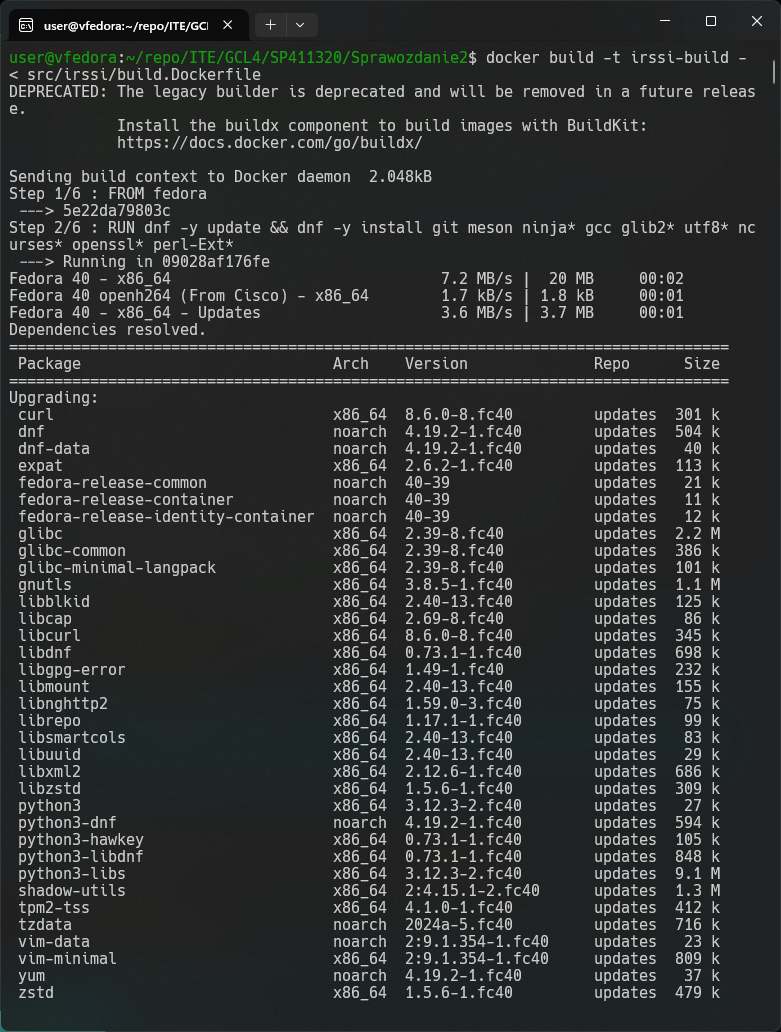 user@vfedora:~/repo/ITE/GCL
user@vfedora:~/repo/ITE/GCL4/SP411320/Sprawozdanie2$ docker build -t irssi-build -
< src/irssi/build.Dockerfile
DEPRECATED: The legacy builder is deprecated and will be removed in a future releas
e.
            Install the buildx component to build images with BuildKit:
            https://docs.docker.com/go/buildx/

Sending build context to Docker daemon  2.048kB
Step 1/6 : FROM fedora
 ---> 5e22da79803c
Step 2/6 : RUN dnf -y update && dnf -y install git meson ninja* gcc glib2* utf8* nc
urses* openssl* perl-Ext*
 ---> Running in 09028af176fe
Fedora 40 - x86_64                              7.2 MB/s |  20 MB     00:02
Fedora 40 openh264 (From Cisco) - x86_64        1.7 kB/s | 1.8 kB     00:01
Fedora 40 - x86_64 - Updates                    3.6 MB/s | 3.7 MB     00:01
Dependencies resolved.
================================================================================
 Package                            Arch    Version              Repo      Size
================================================================================
Upgrading:
 curl                               x86_64  8.6.0-8.fc40         updates  301 k
 dnf                                noarch  4.19.2-1.fc40        updates  504 k
 dnf-data                           noarch  4.19.2-1.fc40        updates   40 k
 expat                              x86_64  2.6.2-1.fc40         updates  113 k
 fedora-release-common              noarch  40-39                updates   21 k
 fedora-release-container           noarch  40-39                updates   11 k
 fedora-release-identity-container  noarch  40-39                updates   12 k
 glibc                              x86_64  2.39-8.fc40          updates  2.2 M
 glibc-common                       x86_64  2.39-8.fc40          updates  386 k
 glibc-minimal-langpack             x86_64  2.39-8.fc40          updates  101 k
 gnutls                             x86_64  3.8.5-1.fc40         updates  1.1 M
 libblkid                           x86_64  2.40-13.fc40         updates  125 k
 libcap                             x86_64  2.69-8.fc40          updates   86 k
 libcurl                            x86_64  8.6.0-8.fc40         updates  345 k
 libdnf                             x86_64  0.73.1-1.fc40        updates  698 k
 libgpg-error                       x86_64  1.49-1.fc40          updates  232 k
 libmount                           x86_64  2.40-13.fc40         updates  155 k
 libnghttp2                         x86_64  1.59.0-3.fc40        updates   75 k
 librepo                            x86_64  1.17.1-1.fc40        updates   99 k
 libsmartcols                       x86_64  2.40-13.fc40         updates   83 k
 libuuid                            x86_64  2.40-13.fc40         updates   29 k
 libxml2                            x86_64  2.12.6-1.fc40        updates  686 k
 libzstd                            x86_64  1.5.6-1.fc40         updates  309 k
 python3                            x86_64  3.12.3-2.fc40        updates   27 k
 python3-dnf                        noarch  4.19.2-1.fc40        updates  594 k
 python3-hawkey                     x86_64  0.73.1-1.fc40        updates  105 k
 python3-libdnf                     x86_64  0.73.1-1.fc40        updates  848 k
 python3-libs                       x86_64  3.12.3-2.fc40        updates  9.1 M
 shadow-utils                       x86_64  2:4.15.1-2.fc40      updates  1.3 M
 tpm2-tss                           x86_64  4.1.0-1.fc40         updates  412 k
 tzdata                             noarch  2024a-5.fc40         updates  716 k
 vim-data                           noarch  2:9.1.354-1.fc40     updates   23 k
 vim-minimal                        x86_64  2:9.1.354-1.fc40     updates  809 k
 yum                                noarch  4.19.2-1.fc40        updates   37 k
 zstd                               x86_64  1.5.6-1.fc40         updates  479 k